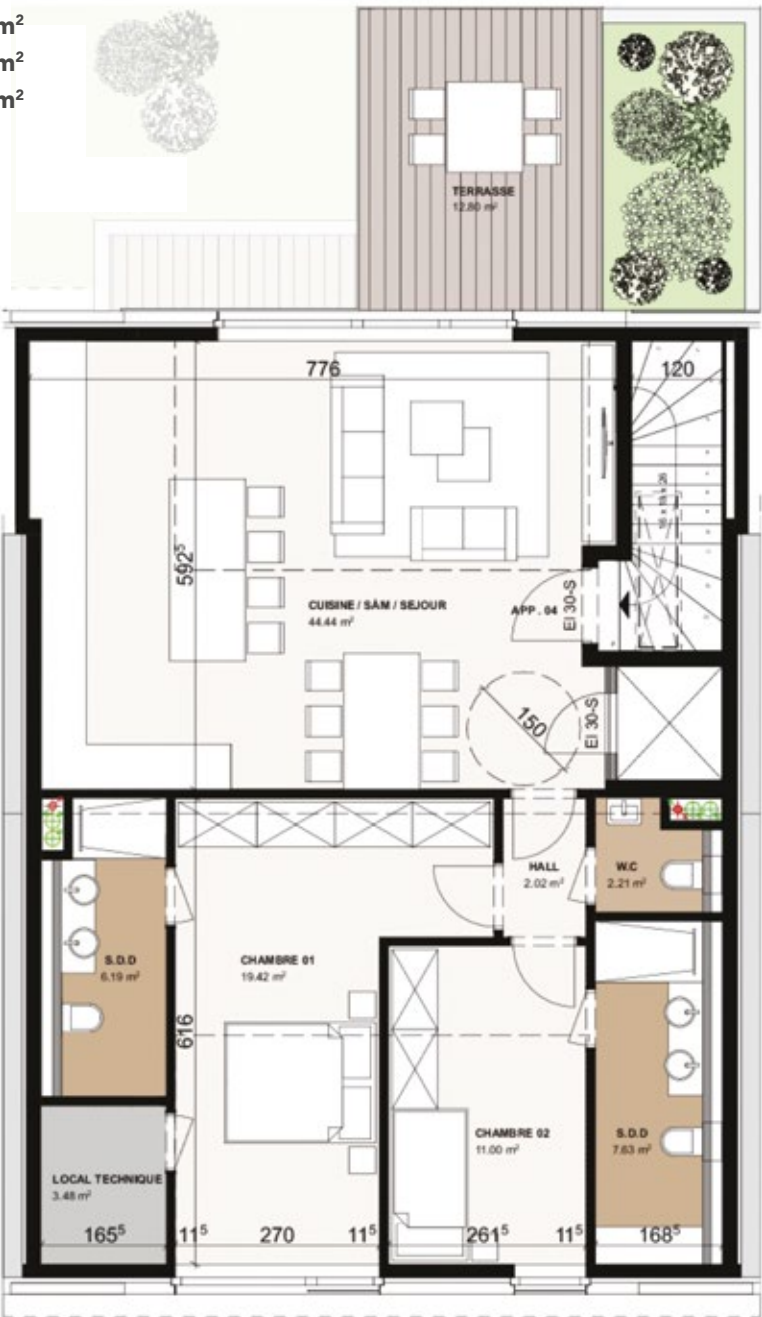 m²
m²
m²
TERRASSE
12.80 m²
776
120
592⁵
CUISINE / SÀM / SEJOUR
44.44 m²
APP . 04
EI 30-S
EI 30-S
150
HALL
2.02 m²
W.C
2.21 m²
S.D.D
6.19 m²
CHAMBRE 01
19.42 m²
616
CHAMBRE 02
11.00 m²
S.D.D
7.63 m²
LOCAL TECHNIQUE
3.48 m²
165⁵ 11⁵ 270 11⁵ 261⁵ 11⁵ 168⁵